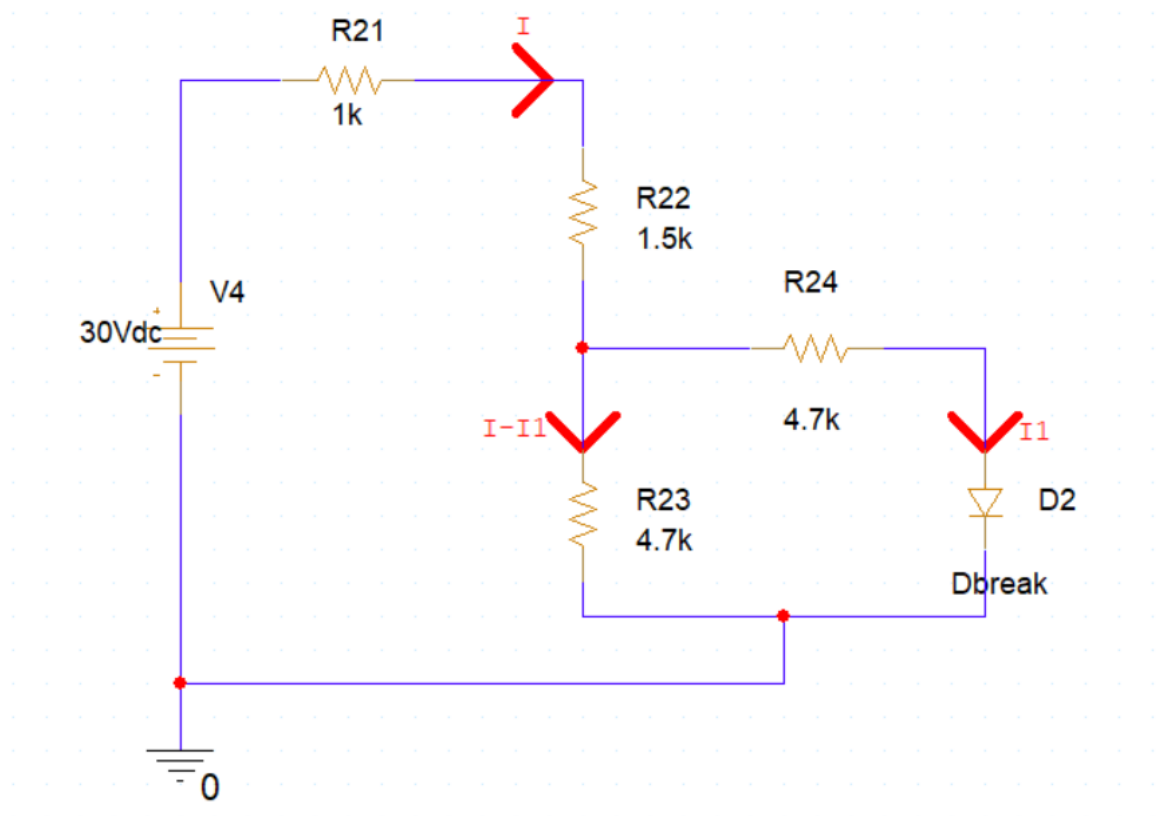 R21
I
1k
R22
1.5k
R24
V4
30Vdc
+
-
4.7k
I-I1
I1
R23
4.7k
D2
Dbreak
0